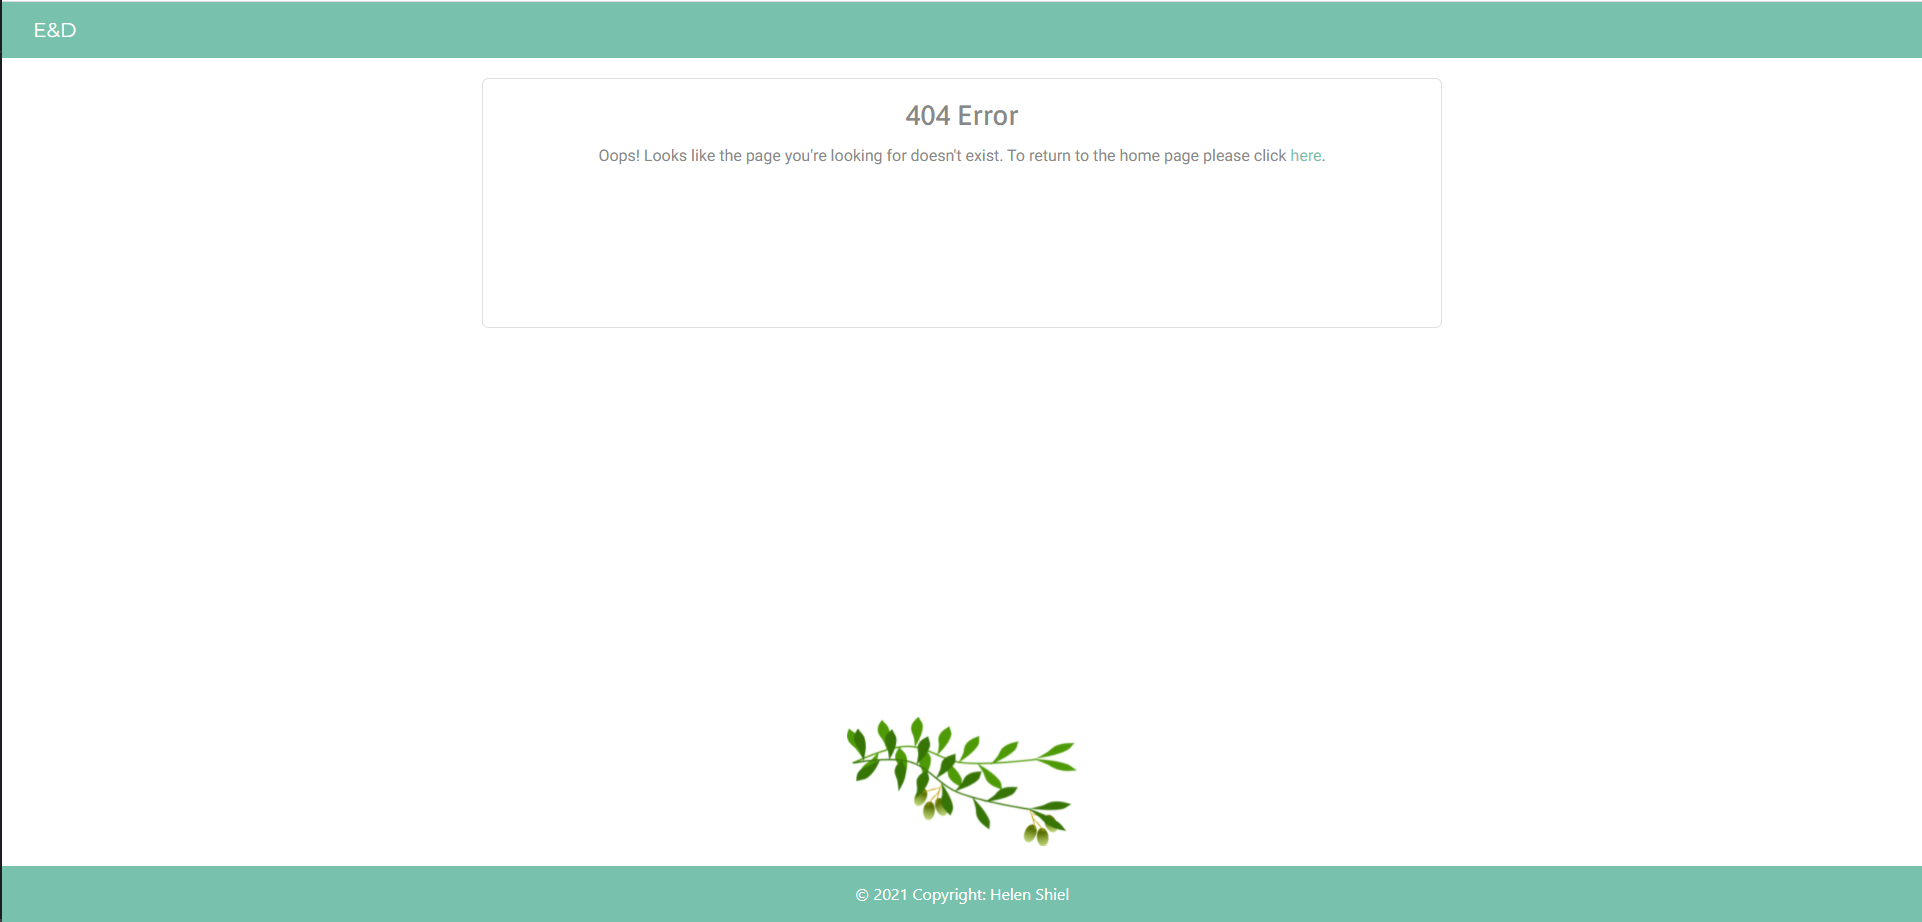 E&D
404 Error
Oops! Looks like the page you're looking for doesn't exist. To return to the home page please click here.
© 2021 Copyright: Helen Shiel